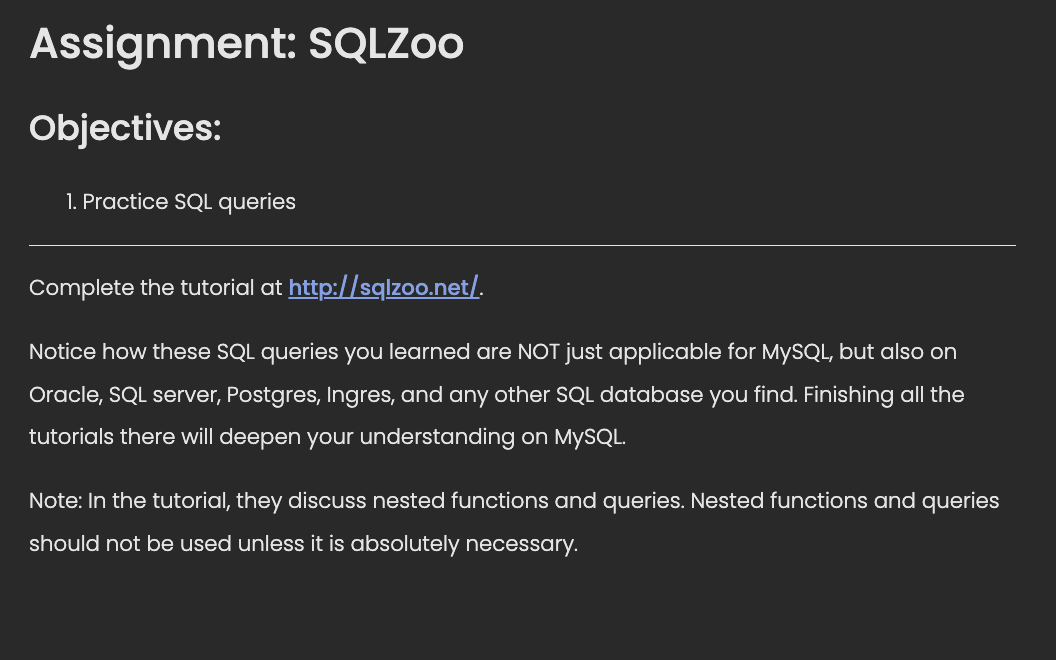 Assignment: SQLZoo
Objectives:
1. Practice SQL queries
Complete the tutorial at http://sqlzoo.net/.
Notice how these SQL queries you learned are NOT just applicable for MySQL, but also on
Oracle, SQL server, Postgres, Ingres, and any other SQL database you find. Finishing all the
tutorials there will deepen your understanding on MySQL.
Note: In the tutorial, they discuss nested functions and queries. Nested functions and queries
should not be used unless it is absolutely necessary.